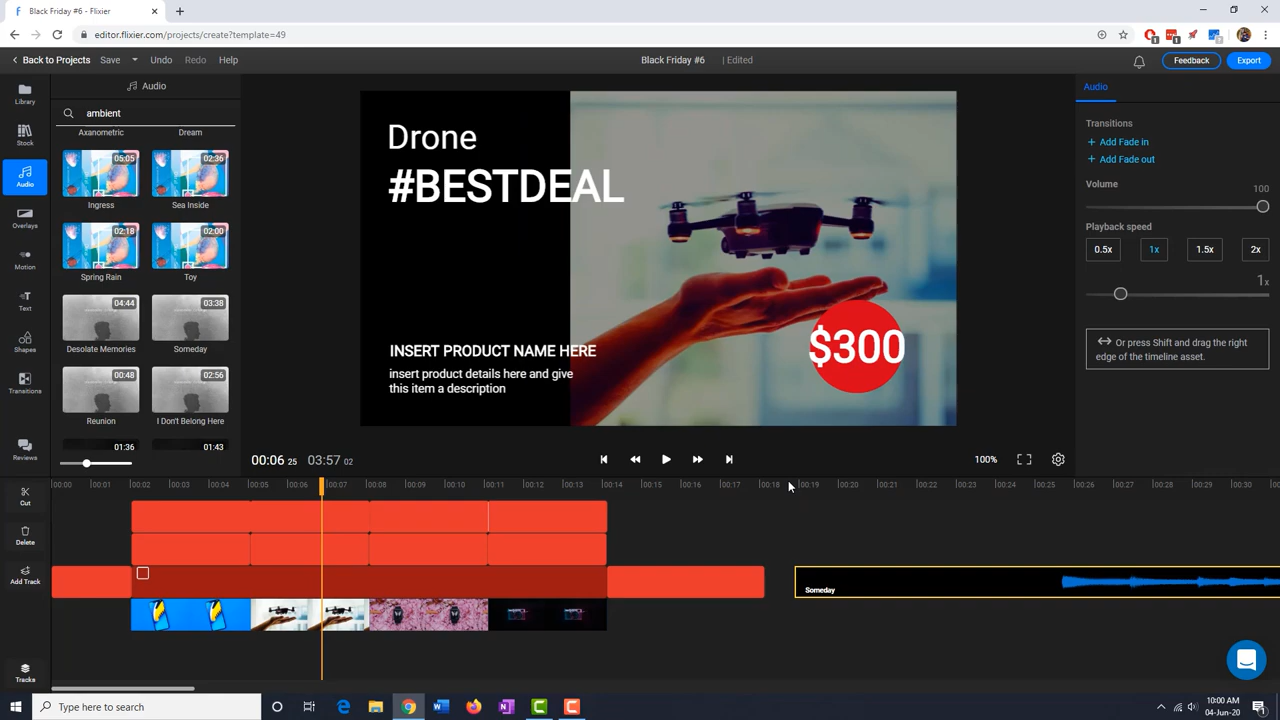 Black Friday #6 - Flixier
editor.flixier.com/projects/create?template=49
Back to Projects Save Undo Redo Help
Black Friday #6 | Edited
Feedback
Export
Library
Stock
Audio
Overlays
Motion
Text
Shapes
Transitions
Reviews
Audio
ambient
Axanometric Dream
05:05 02:36
Ingress Sea Inside
02:18 02:00
Spring Rain Toy
04:44 03:38
Desolate Memories Someday
00:48 02:56
Reunion I Don't Belong Here
01:36 01:43
Drone
#BESTDEAL
INSERT PRODUCT NAME HERE
insert product details here and give
this item a description
$300
Audio
Transitions
+ Add Fade in
+ Add Fade out
Volume
100
Playback speed
0.5x 1x 1.5x 2x
1x
Or press Shift and drag the right
edge of the timeline asset.
00:06 25 03:57 02
100%
00:00 00:02 00:03 00:05 00:06 00:07 00:09 00:10 00:11 00:12 00:13 00:14 00:15 00:16 00:17 00:18 00:19 00:20 00:21 00:22 00:23 00:24 00:26 00:27 00:28 00:29 00:30
Cut
Delete
Add Track
Tracks
Someday
Type here to search
10:00 AM
04-Jun-20